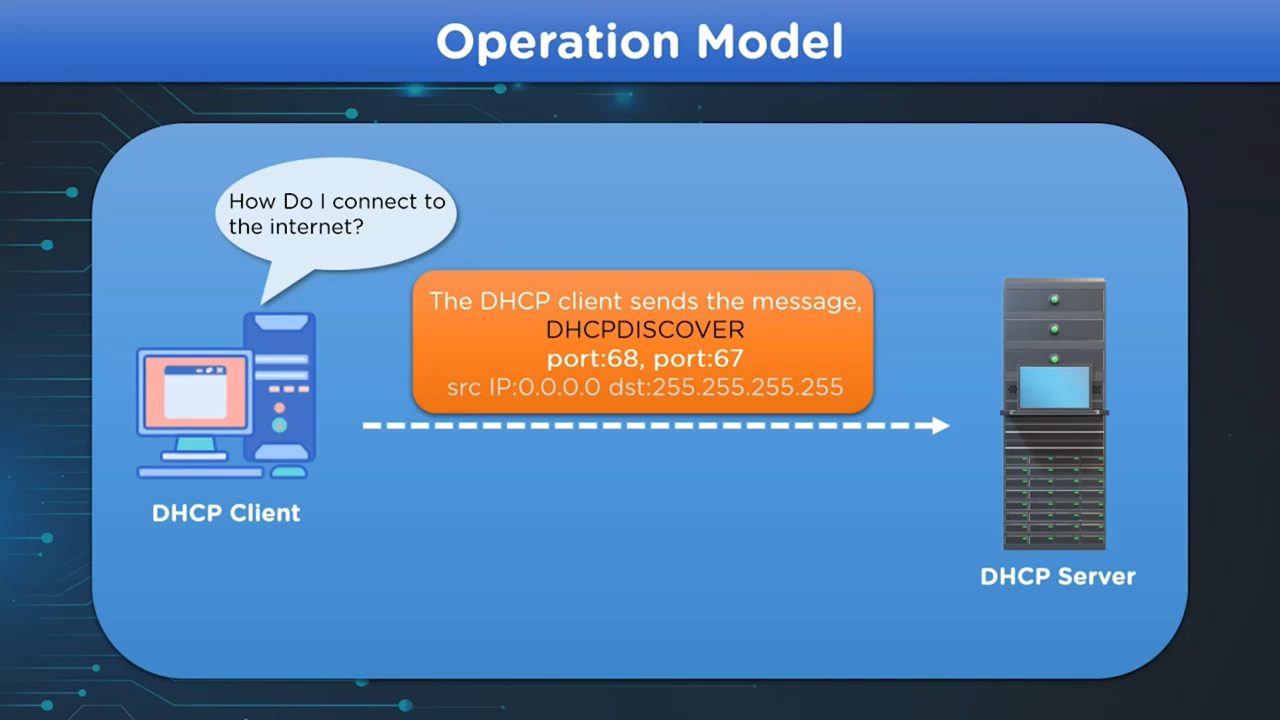 Operation Model
How Do I connect to
the internet?
The DHCP client sends the message,
DHCPDISCOVER
port:68, port:67
src IP:0.0.0.0 dst:255.255.255.255
DHCP Client
DHCP Server